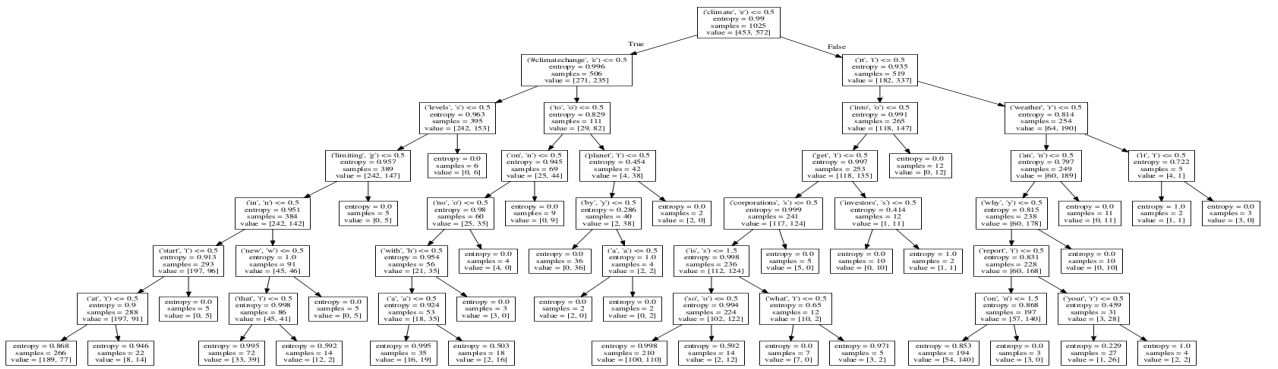 ('climate', 'e') <= 0.5
entropy = 0.99
samples = 1025
value = [453, 572]
True
False
('#climatechange', 'e') <= 0.5
entropy = 0.996
samples = 506
value = [271, 235]
('rt', 't') <= 0.5
entropy = 0.935
samples = 519
value = [182, 337]
('levels', 's') <= 0.5
entropy = 0.963
samples = 395
value = [242, 153]
('to', 'o') <= 0.5
entropy = 0.829
samples = 111
value = [29, 82]
('into', 'o') <= 0.5
entropy = 0.991
samples = 265
value = [118, 147]
('weather', 'r') <= 0.5
entropy = 0.814
samples = 254
value = [64, 190]
('limiting', 'g') <= 0.5
entropy = 0.957
samples = 389
value = [242, 147]
entropy = 0.0
samples = 6
value = [0, 6]
('on', 'n') <= 0.5
entropy = 0.945
samples = 69
value = [25, 44]
('planet', 't') <= 0.5
entropy = 0.454
samples = 42
value = [4, 38]
('get', 't') <= 0.5
entropy = 0.997
samples = 253
value = [118, 135]
entropy = 0.0
samples = 12
value = [0, 12]
('an', 'n') <= 0.5
entropy = 0.797
samples = 249
value = [60, 189]
('it', 't') <= 0.5
entropy = 0.722
samples = 5
value = [4, 1]
('in', 'n') <= 0.5
entropy = 0.951
samples = 384
value = [242, 142]
entropy = 0.0
samples = 5
value = [0, 5]
('no', 'o') <= 0.5
entropy = 0.98
samples = 60
value = [25, 35]
entropy = 0.0
samples = 9
value = [0, 9]
('by', 'y') <= 0.5
entropy = 0.286
samples = 40
value = [2, 38]
entropy = 0.0
samples = 2
value = [2, 0]
('corporations', 's') <= 0.5
entropy = 0.999
samples = 241
value = [117, 124]
('investors', 's') <= 0.5
entropy = 0.414
samples = 12
value = [1, 11]
('why', 'y') <= 0.5
entropy = 0.815
samples = 238
value = [60, 178]
entropy = 0.0
samples = 11
value = [0, 11]
entropy = 1.0
samples = 2
value = [1, 1]
entropy = 0.0
samples = 3
value = [3, 0]
('start', 't') <= 0.5
entropy = 0.913
samples = 293
value = [197, 96]
('new', 'w') <= 0.5
entropy = 1.0
samples = 91
value = [45, 46]
('with', 'h') <= 0.5
entropy = 0.954
samples = 56
value = [21, 35]
entropy = 0.0
samples = 4
value = [4, 0]
entropy = 0.0
samples = 36
value = [0, 36]
('a', 'a') <= 0.5
entropy = 1.0
samples = 4
value = [2, 2]
('is', 's') <= 1.5
entropy = 0.998
samples = 236
value = [112, 124]
entropy = 0.0
samples = 5
value = [5, 0]
entropy = 0.0
samples = 10
value = [0, 10]
entropy = 1.0
samples = 2
value = [1, 1]
('report', 't') <= 0.5
entropy = 0.831
samples = 228
value = [60, 168]
entropy = 0.0
samples = 10
value = [0, 10]
('at', 't') <= 0.5
entropy = 0.9
samples = 288
value = [197, 91]
entropy = 0.0
samples = 5
value = [0, 5]
('that', 't') <= 0.5
entropy = 0.998
samples = 86
value = [45, 41]
entropy = 0.0
samples = 5
value = [0, 5]
('a', 'a') <= 0.5
entropy = 0.924
samples = 53
value = [18, 35]
entropy = 0.0
samples = 3
value = [3, 0]
entropy = 0.0
samples = 2
value = [2, 0]
entropy = 0.0
samples = 2
value = [0, 2]
('so', 'o') <= 0.5
entropy = 0.994
samples = 224
value = [102, 122]
('what', 't') <= 0.5
entropy = 0.65
samples = 12
value = [10, 2]
('on', 'n') <= 1.5
entropy = 0.868
samples = 197
value = [57, 140]
('your', 'r') <= 0.5
entropy = 0.459
samples = 31
value = [3, 28]
entropy = 0.868
samples = 266
value = [189, 77]
entropy = 0.946
samples = 22
value = [8, 14]
entropy = 0.995
samples = 72
value = [33, 39]
entropy = 0.592
samples = 14
value = [12, 2]
entropy = 0.995
samples = 35
value = [16, 19]
entropy = 0.503
samples = 18
value = [2, 16]
entropy = 0.998
samples = 210
value = [100, 110]
entropy = 0.592
samples = 14
value = [2, 12]
entropy = 0.0
samples = 7
value = [7, 0]
entropy = 0.971
samples = 5
value = [3, 2]
entropy = 0.853
samples = 194
value = [54, 140]
entropy = 0.0
samples = 3
value = [3, 0]
entropy = 0.229
samples = 27
value = [1, 26]
entropy = 1.0
samples = 4
value = [2, 2]